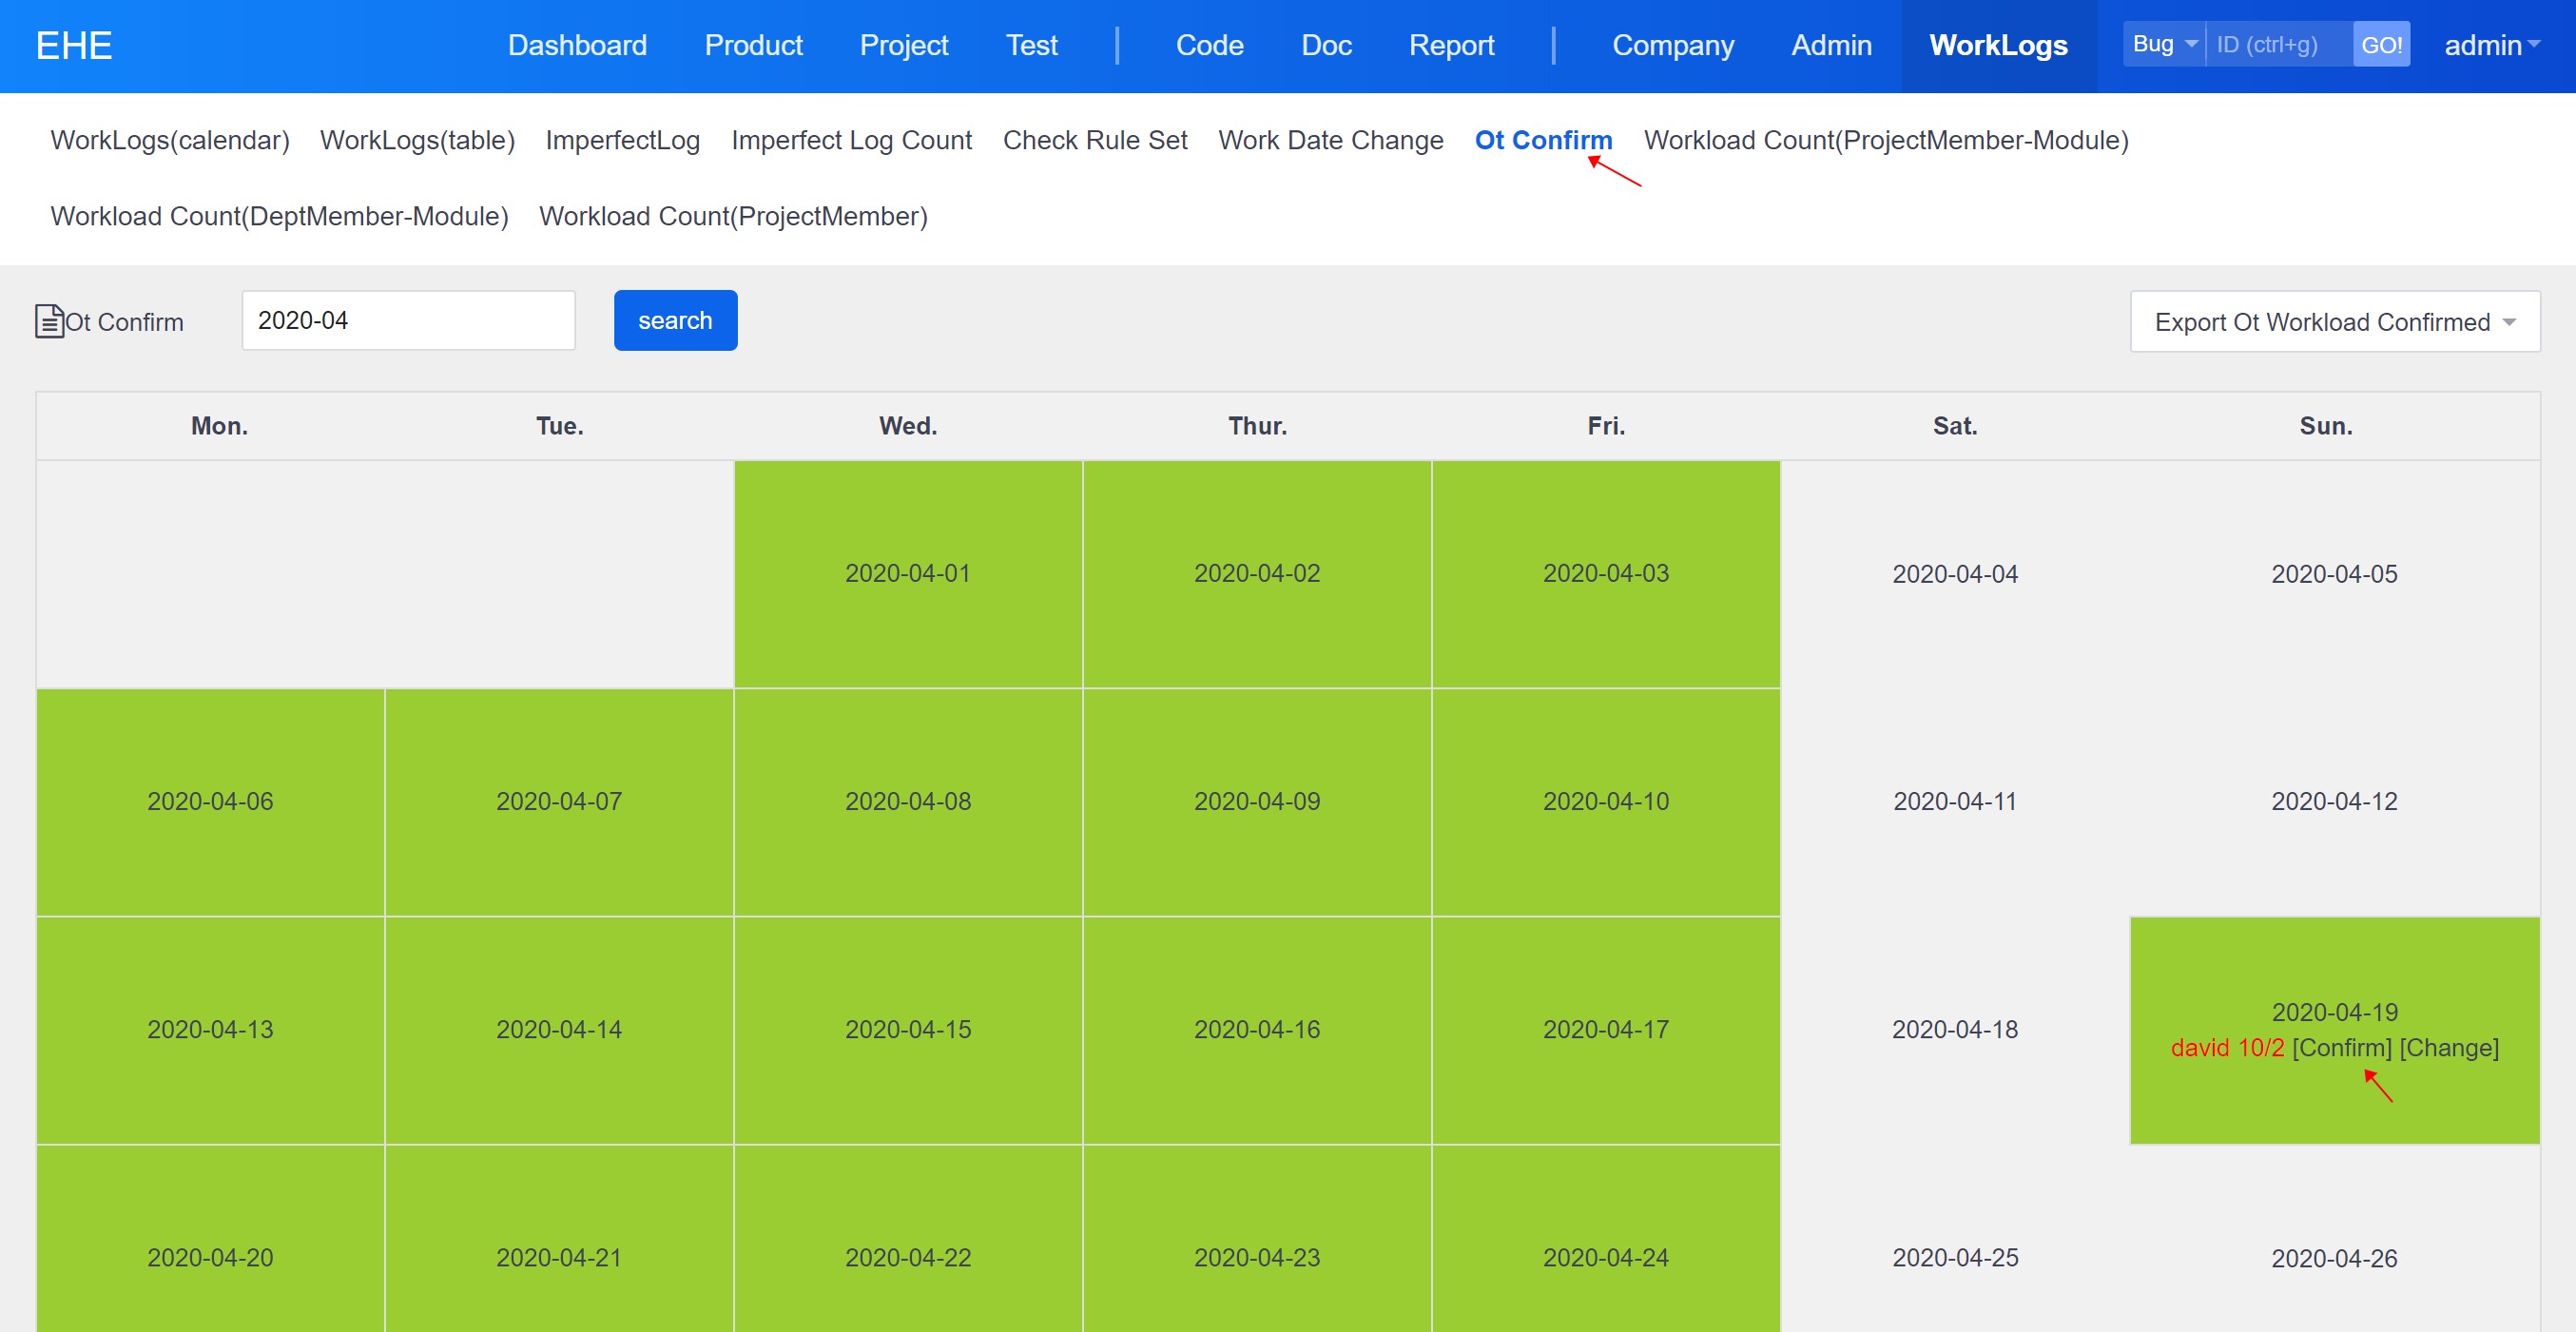 EHE Dashboard Product Project Test | Code Doc Report | Company Admin WorkLogs Bug ID (ctrl+g) GO! admin
WorkLogs(calendar) WorkLogs(table) ImperfectLog Imperfect Log Count Check Rule Set Work Date Change Ot Confirm Workload Count(ProjectMember-Module)
Workload Count(DeptMember-Module) Workload Count(ProjectMember)
Ot Confirm 2020-04 search Export Ot Workload Confirmed
Mon. Tue. Wed. Thur. Fri. Sat. Sun.
2020-04-01 2020-04-02 2020-04-03 2020-04-04 2020-04-05
2020-04-06 2020-04-07 2020-04-08 2020-04-09 2020-04-10 2020-04-11 2020-04-12
2020-04-13 2020-04-14 2020-04-15 2020-04-16 2020-04-17 2020-04-18 2020-04-19
david 10/2 [Confirm] [Change]
2020-04-20 2020-04-21 2020-04-22 2020-04-23 2020-04-24 2020-04-25 2020-04-26